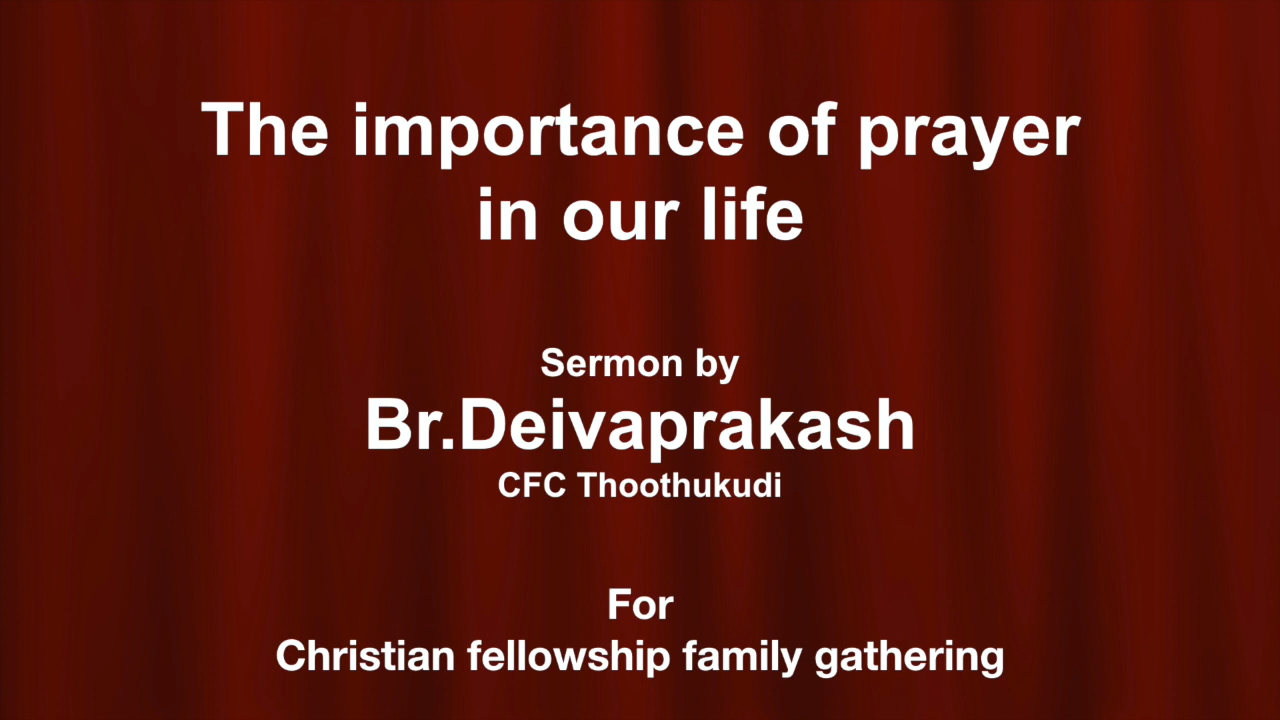 The importance of prayer
in our life
Sermon by
Br.Deivaprakash
CFC Thoothukudi
For
Christian fellowship family gathering